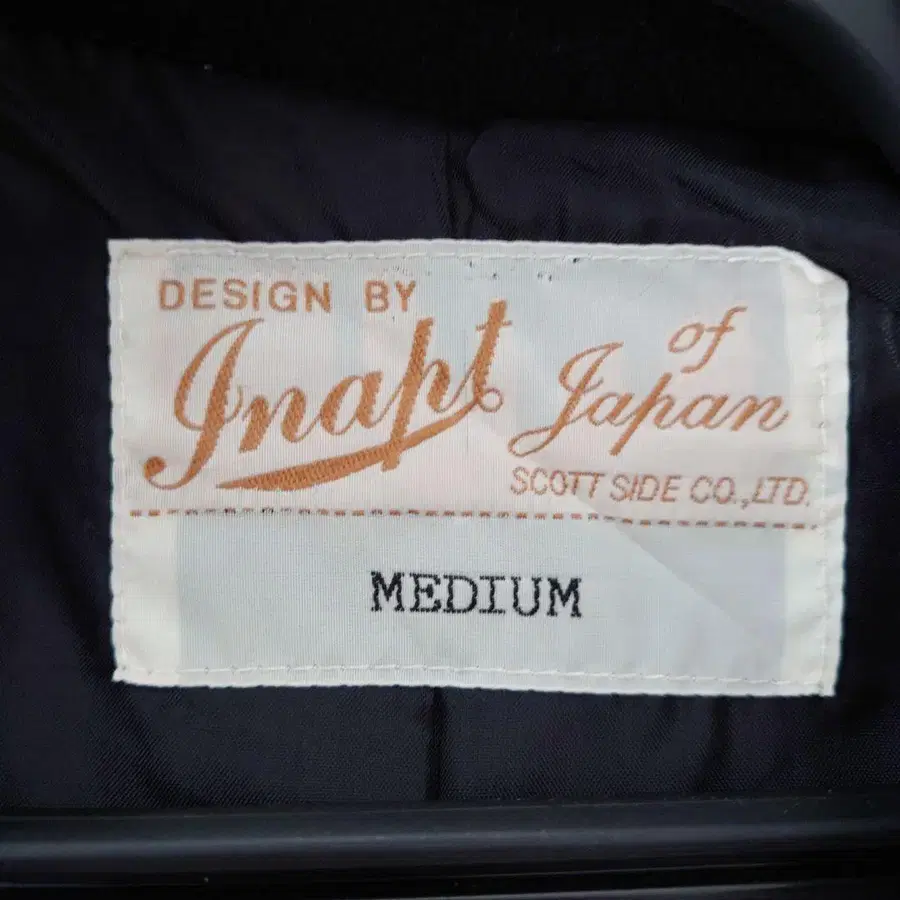 DESIGN BY
Inapt of Japan
SCOTT SIDE CO.,LTD.
MEDIUM